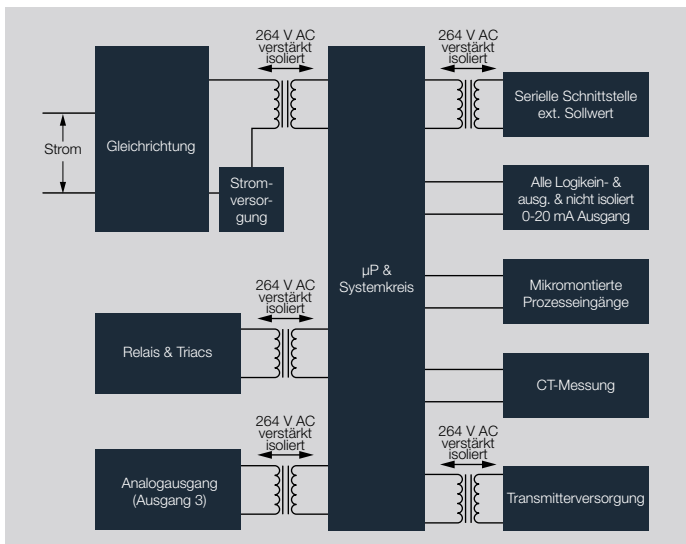 264 V AC
verstärkt
isoliert
264 V AC
verstärkt
isoliert
Strom
Gleichrichtung
Strom-
versor-
gung
Serielle Schnittstelle
ext. Sollwert
Alle Logikein- &
ausg. & nicht isoliert
0-20 mA Ausgang
µP &
Systemkreis
264 V AC
verstärkt
isoliert
Mikromontierte
Prozesseingänge
Relais & Triacs
CT-Messung
264 V AC
verstärkt
isoliert
264 V AC
verstärkt
isoliert
Analogausgang
(Ausgang 3)
Transmitterversorgung